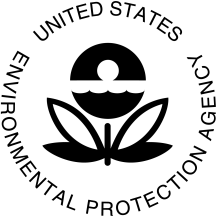 UNITED STATES
ENVIRONMENTAL PROTECTION AGENCY